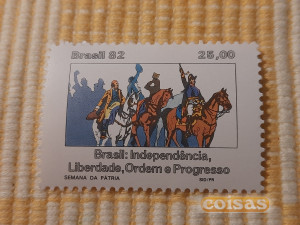 Brasil 82 25,00
Brasil: Independência,
Liberdade, Ordem e Progresso
SEMANA DA PÁTRIA
coisas